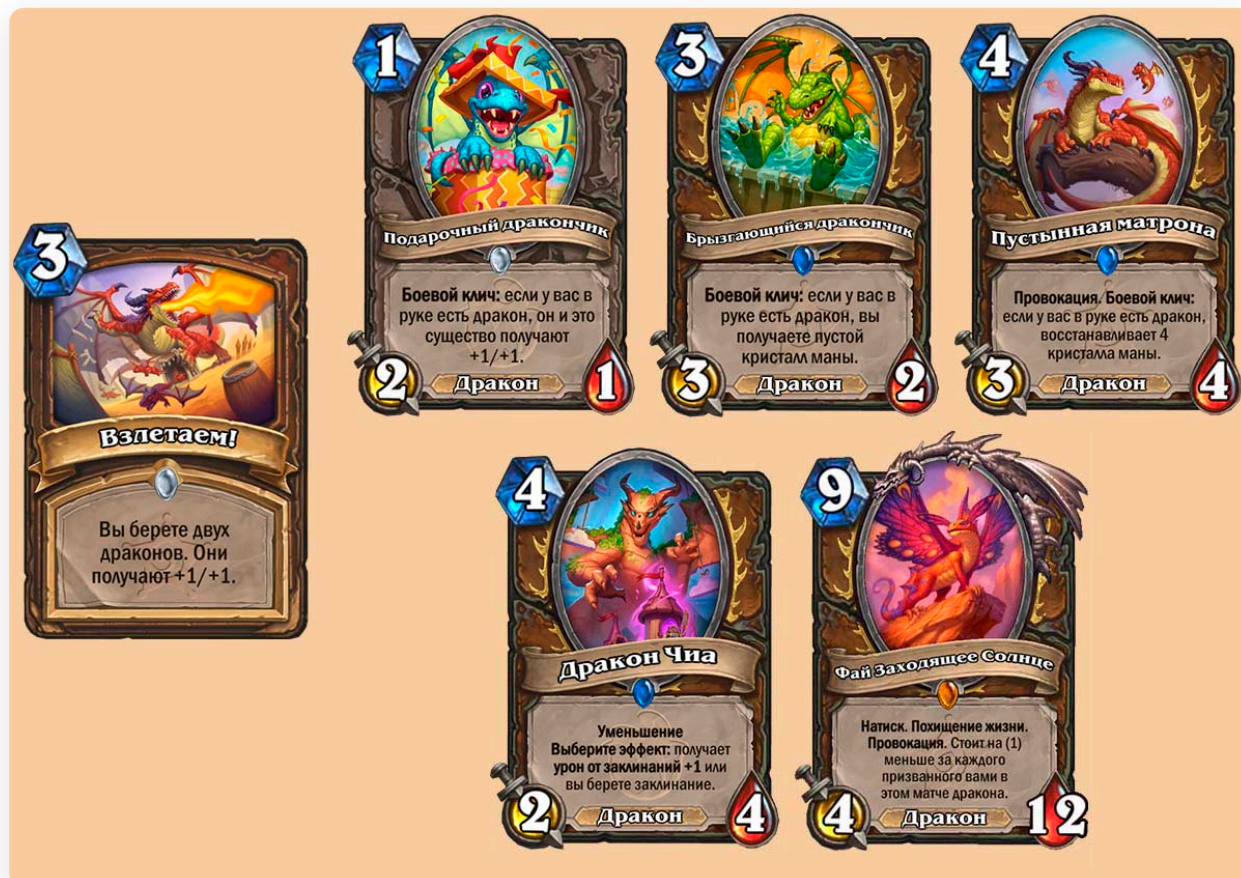 3
Взлетаем!
Вы берете двух
драконов. Они
получают +1/+1.
1
Подарочный дракончик
Боевой клич: если у вас в
руке есть дракон, он и это
существо получают
+1/+1.
2
Дракон
1
3
Брызгающийся дракончик
Боевой клич: если у вас в
руке есть дракон, вы
получаете пустой
кристалл маны.
3
Дракон
2
4
Пустынная матрона
Провокация. Боевой клич:
если у вас в руке есть дракон,
восстанавливает 4
кристалла маны.
3
Дракон
4
4
Дракон Чиа
Уменьшение
Выберите эффект: получает
урон от заклинаний +1 или
вы берете заклинание.
2
Дракон
4
9
Фай Заходящее Солнце
Натиск. Похищение жизни.
Провокация. Стоит на (1)
меньше за каждого
призванного вами в
этом матче дракона.
4
Дракон
12